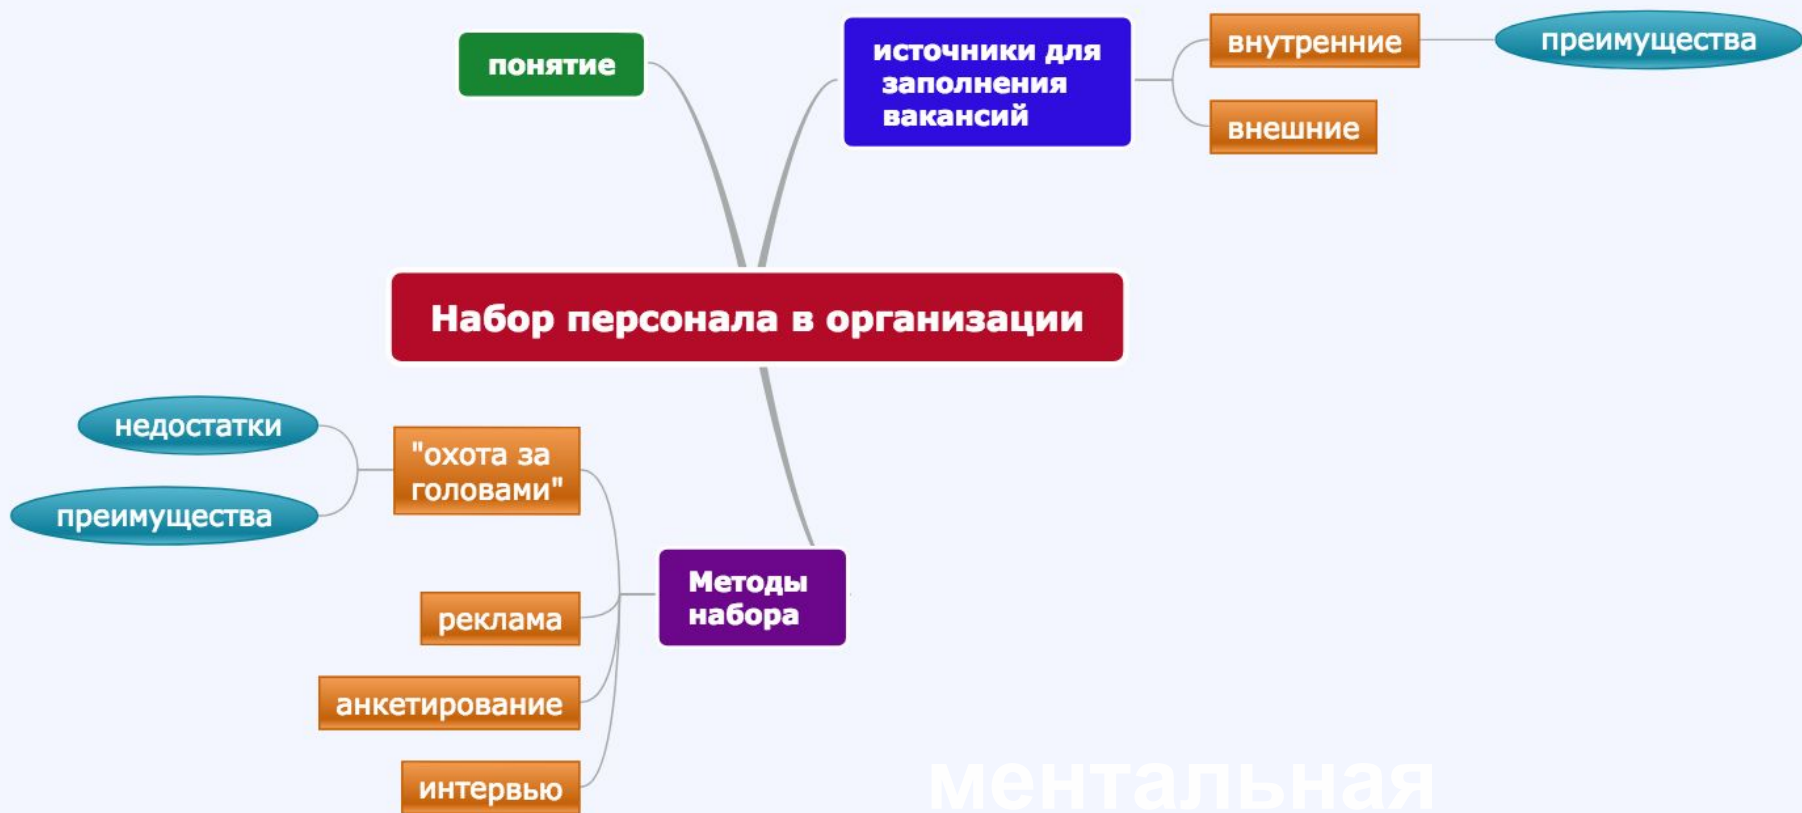 понятие
источники для
заполнения
вакансий
внутренние
преимущества
внешние
Набор персонала в организации
недостатки
преимущества
"охота за
головами"
Методы
набора
реклама
анкетирование
интервью
ментальная